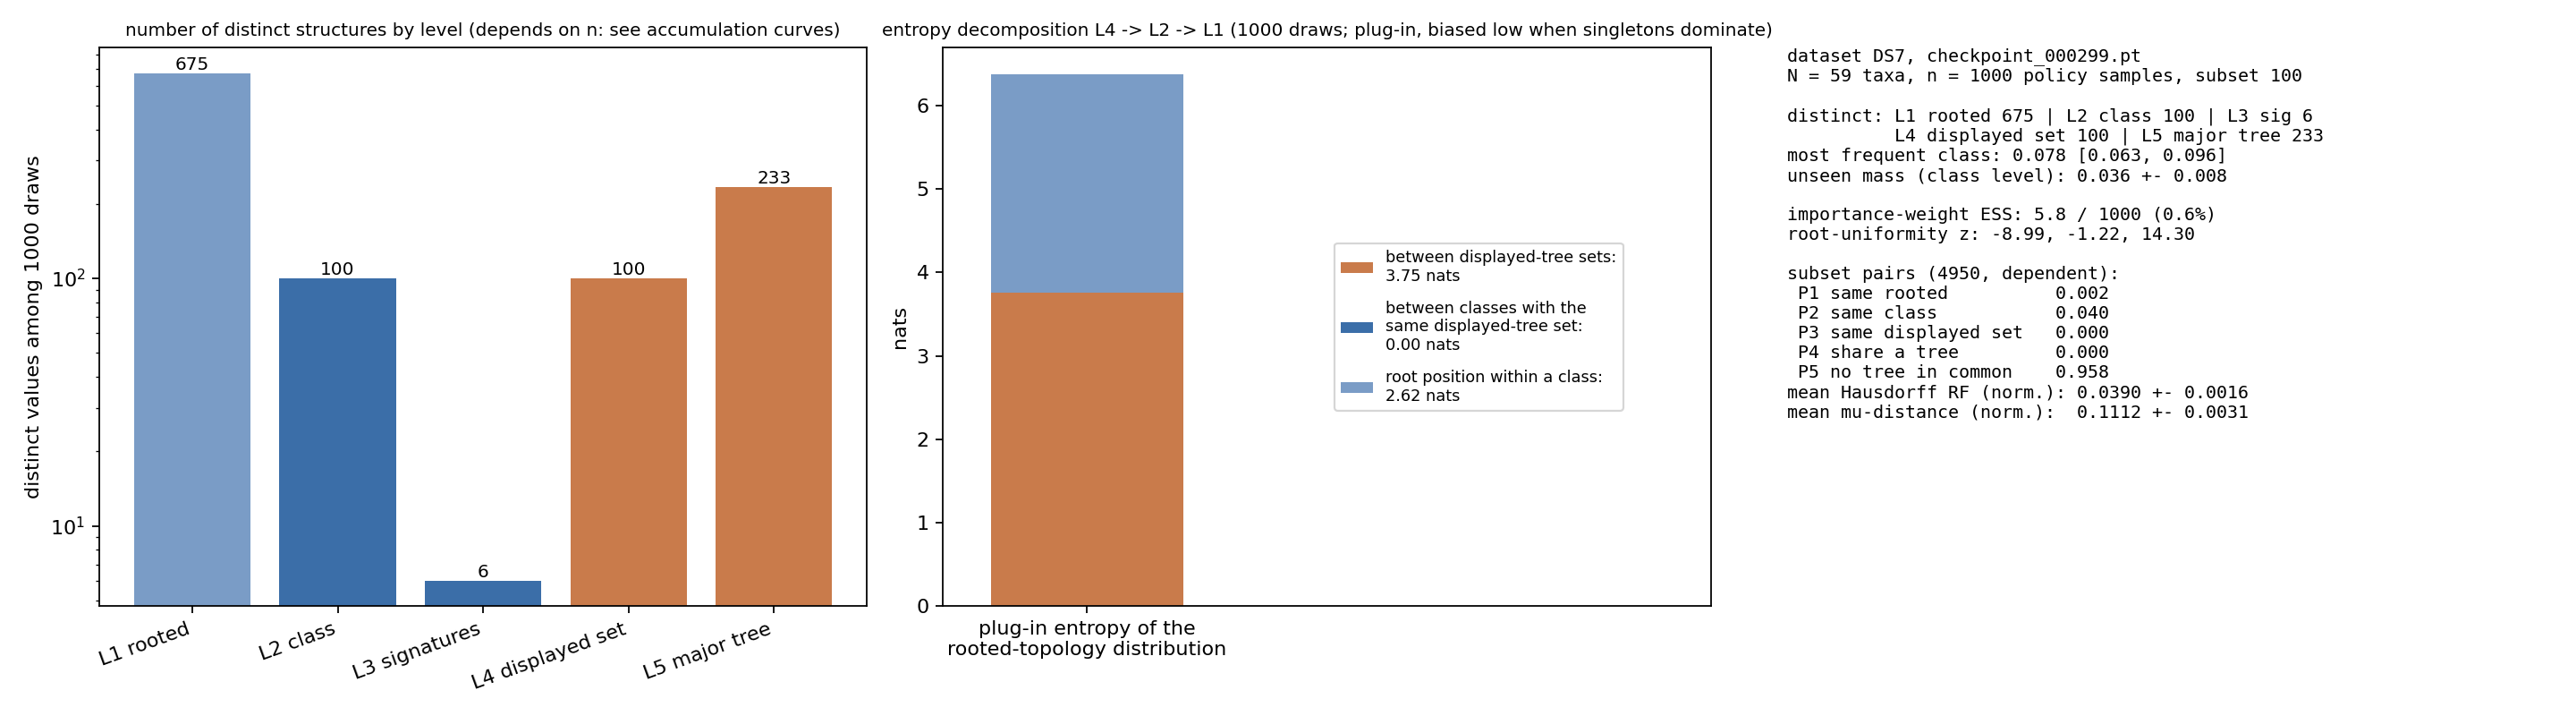 number of distinct structures by level (depends on n: see accumulation curves)
distinct values among 1000 draws
10²
10¹
675
100
6
100
233
L1 rooted
L2 class
L3 signatures
L4 displayed set
L5 major tree
entropy decomposition L4 -> L2 -> L1 (1000 draws; plug-in, biased low when singletons dominate)
nats
6
5
4
3
2
1
0
plug-in entropy of the
rooted-topology distribution
between displayed-tree sets:
3.75 nats
between classes with the
same displayed-tree set:
0.00 nats
root position within a class:
2.62 nats
dataset DS7, checkpoint_000299.pt
N = 59 taxa, n = 1000 policy samples, subset 100
distinct: L1 rooted 675 | L2 class 100 | L3 sig 6
L4 displayed set 100 | L5 major tree 233
most frequent class: 0.078 [0.063, 0.096]
unseen mass (class level): 0.036 +- 0.008
importance-weight ESS: 5.8 / 1000 (0.6%)
root-uniformity z: -8.99, -1.22, 14.30
subset pairs (4950, dependent):
P1 same rooted 0.002
P2 same class 0.040
P3 same displayed set 0.000
P4 share a tree 0.000
P5 no tree in common 0.958
mean Hausdorff RF (norm.): 0.0390 +- 0.0016
mean mu-distance (norm.): 0.1112 +- 0.0031